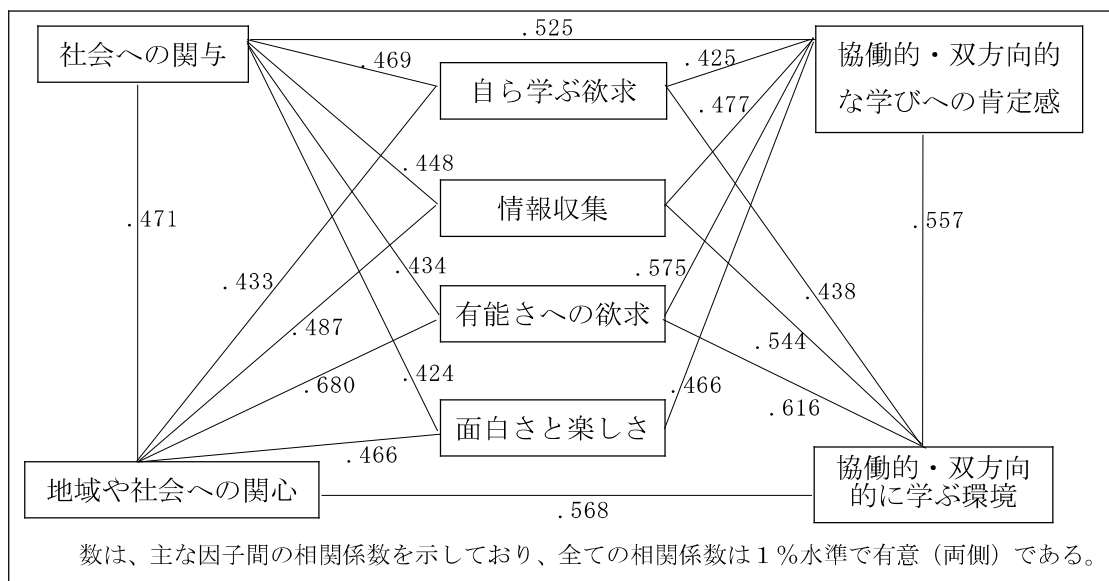 社会への関与
.525
協働的・双方向的
な学びへの肯定感
.469
.425
自ら学ぶ欲求
.477
.448
情報収集
.471
.557
.433
.434
.575
.438
有能さへの欲求
.487
.544
.680
.424
.466
.616
面白さと楽しさ
.466
地域や社会への関心
.568
協働的・双方向
的に学ぶ環境
数は、主な因子間の相関係数を示しており、全ての相関係数は1%水準で有意(両側)である。